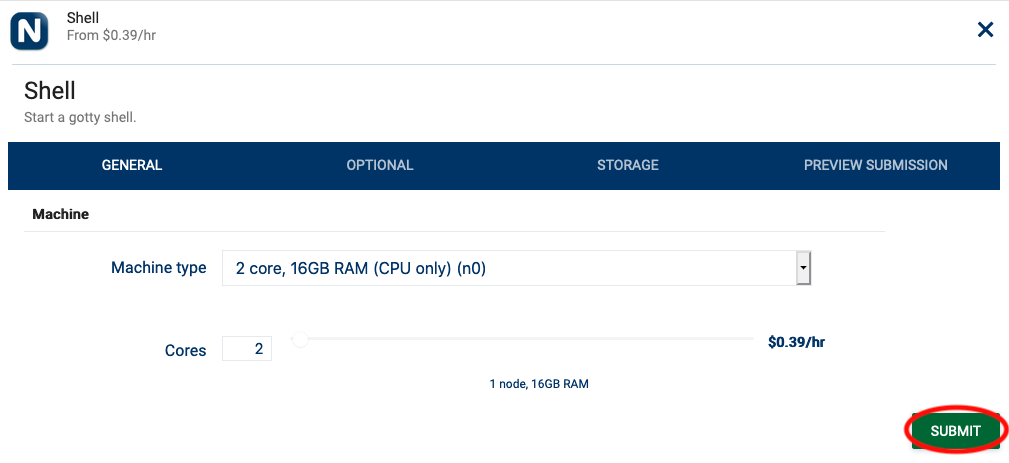 N
Shell
From $0.39/hr
Shell
Start a gotty shell.
GENERAL OPTIONAL STORAGE PREVIEW SUBMISSION
Machine
Machine type 2 core, 16GB RAM (CPU only) (n0)
Cores 2 $0.39/hr
1 node, 16GB RAM
SUBMIT